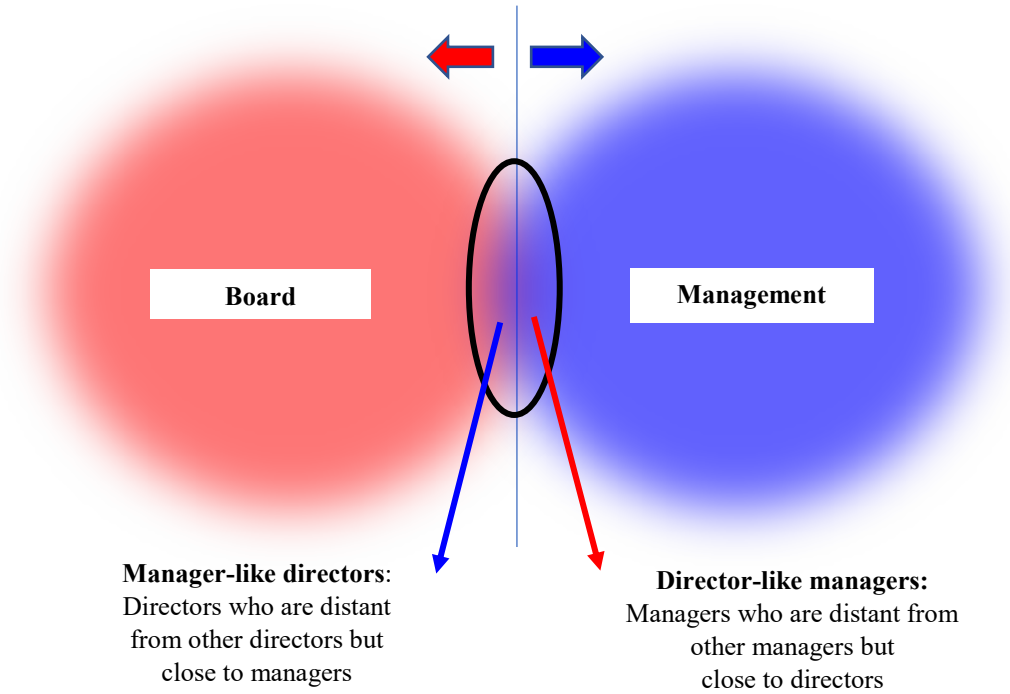 Board
Management
Manager-like directors:
Directors who are distant
from other directors but
close to managers
Director-like managers:
Managers who are distant from
other managers but
close to directors